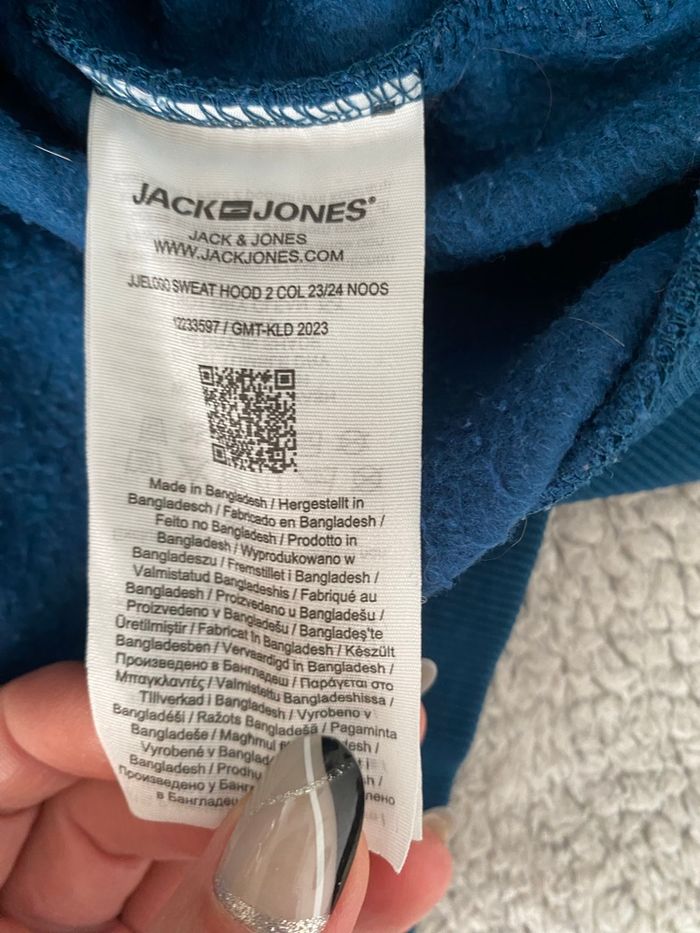 JACK JONES®
JACK & JONES
WWW.JACKJONES.COM
JJELOGO SWEAT HOOD 2 COL 23/24 NOOS
12233597 / GMT-KLD 2023
Made in Bangladesh / Hergestellt in
Bangladesch / Fabricado en Bangladesh /
Feito no Bangladesh / Prodotto in
Bangladesh / Wyprodukowano w
Bangladeszu / Fremstillet i Bangladesh /
Valmistatud Bangladeshis / Fabriqué au
Bangladesh / Proizvedeno u Bangladešu /
Proizvedeno v Bangladešu / Bangladeş'te
Üretilmiştir / Fabricat în Bangladesh / Készült
Bangladesben / Vervaardigd in Bangladesh /
Произведено в Бангладеш / Παράγεται στο
Μπαγκλαντές / Valmistettu Bangladeshissa /
Tillverkad i Bangladesh / Vyrobeno v
Bangladéši / Ražots Bangladešā / Pagaminta
Bangladeše / Maghmul
Vyrobené v
Bangladesh /
Произведено у
в